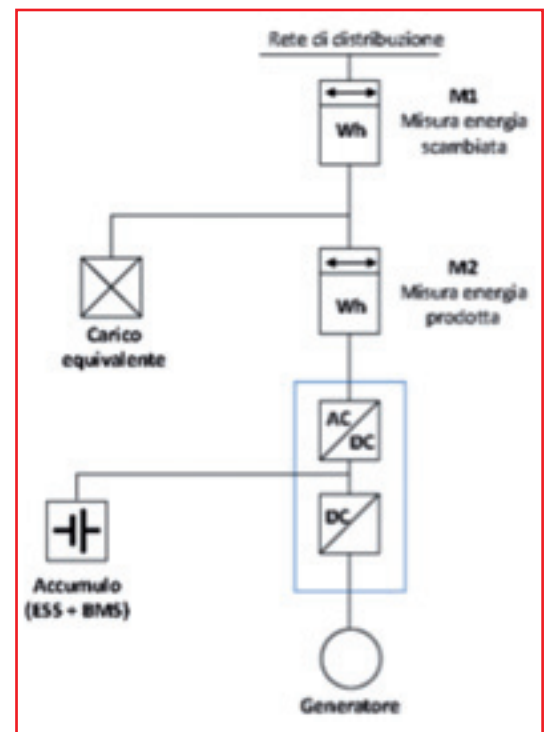 Rete di distribuzione
M1
Misura energia
scambiata
Wh
M2
Misura energia
prodotta
Wh
Carico
equivalente
AC
DC
DC
Accumulo
(ESS + BMS)
Generatore